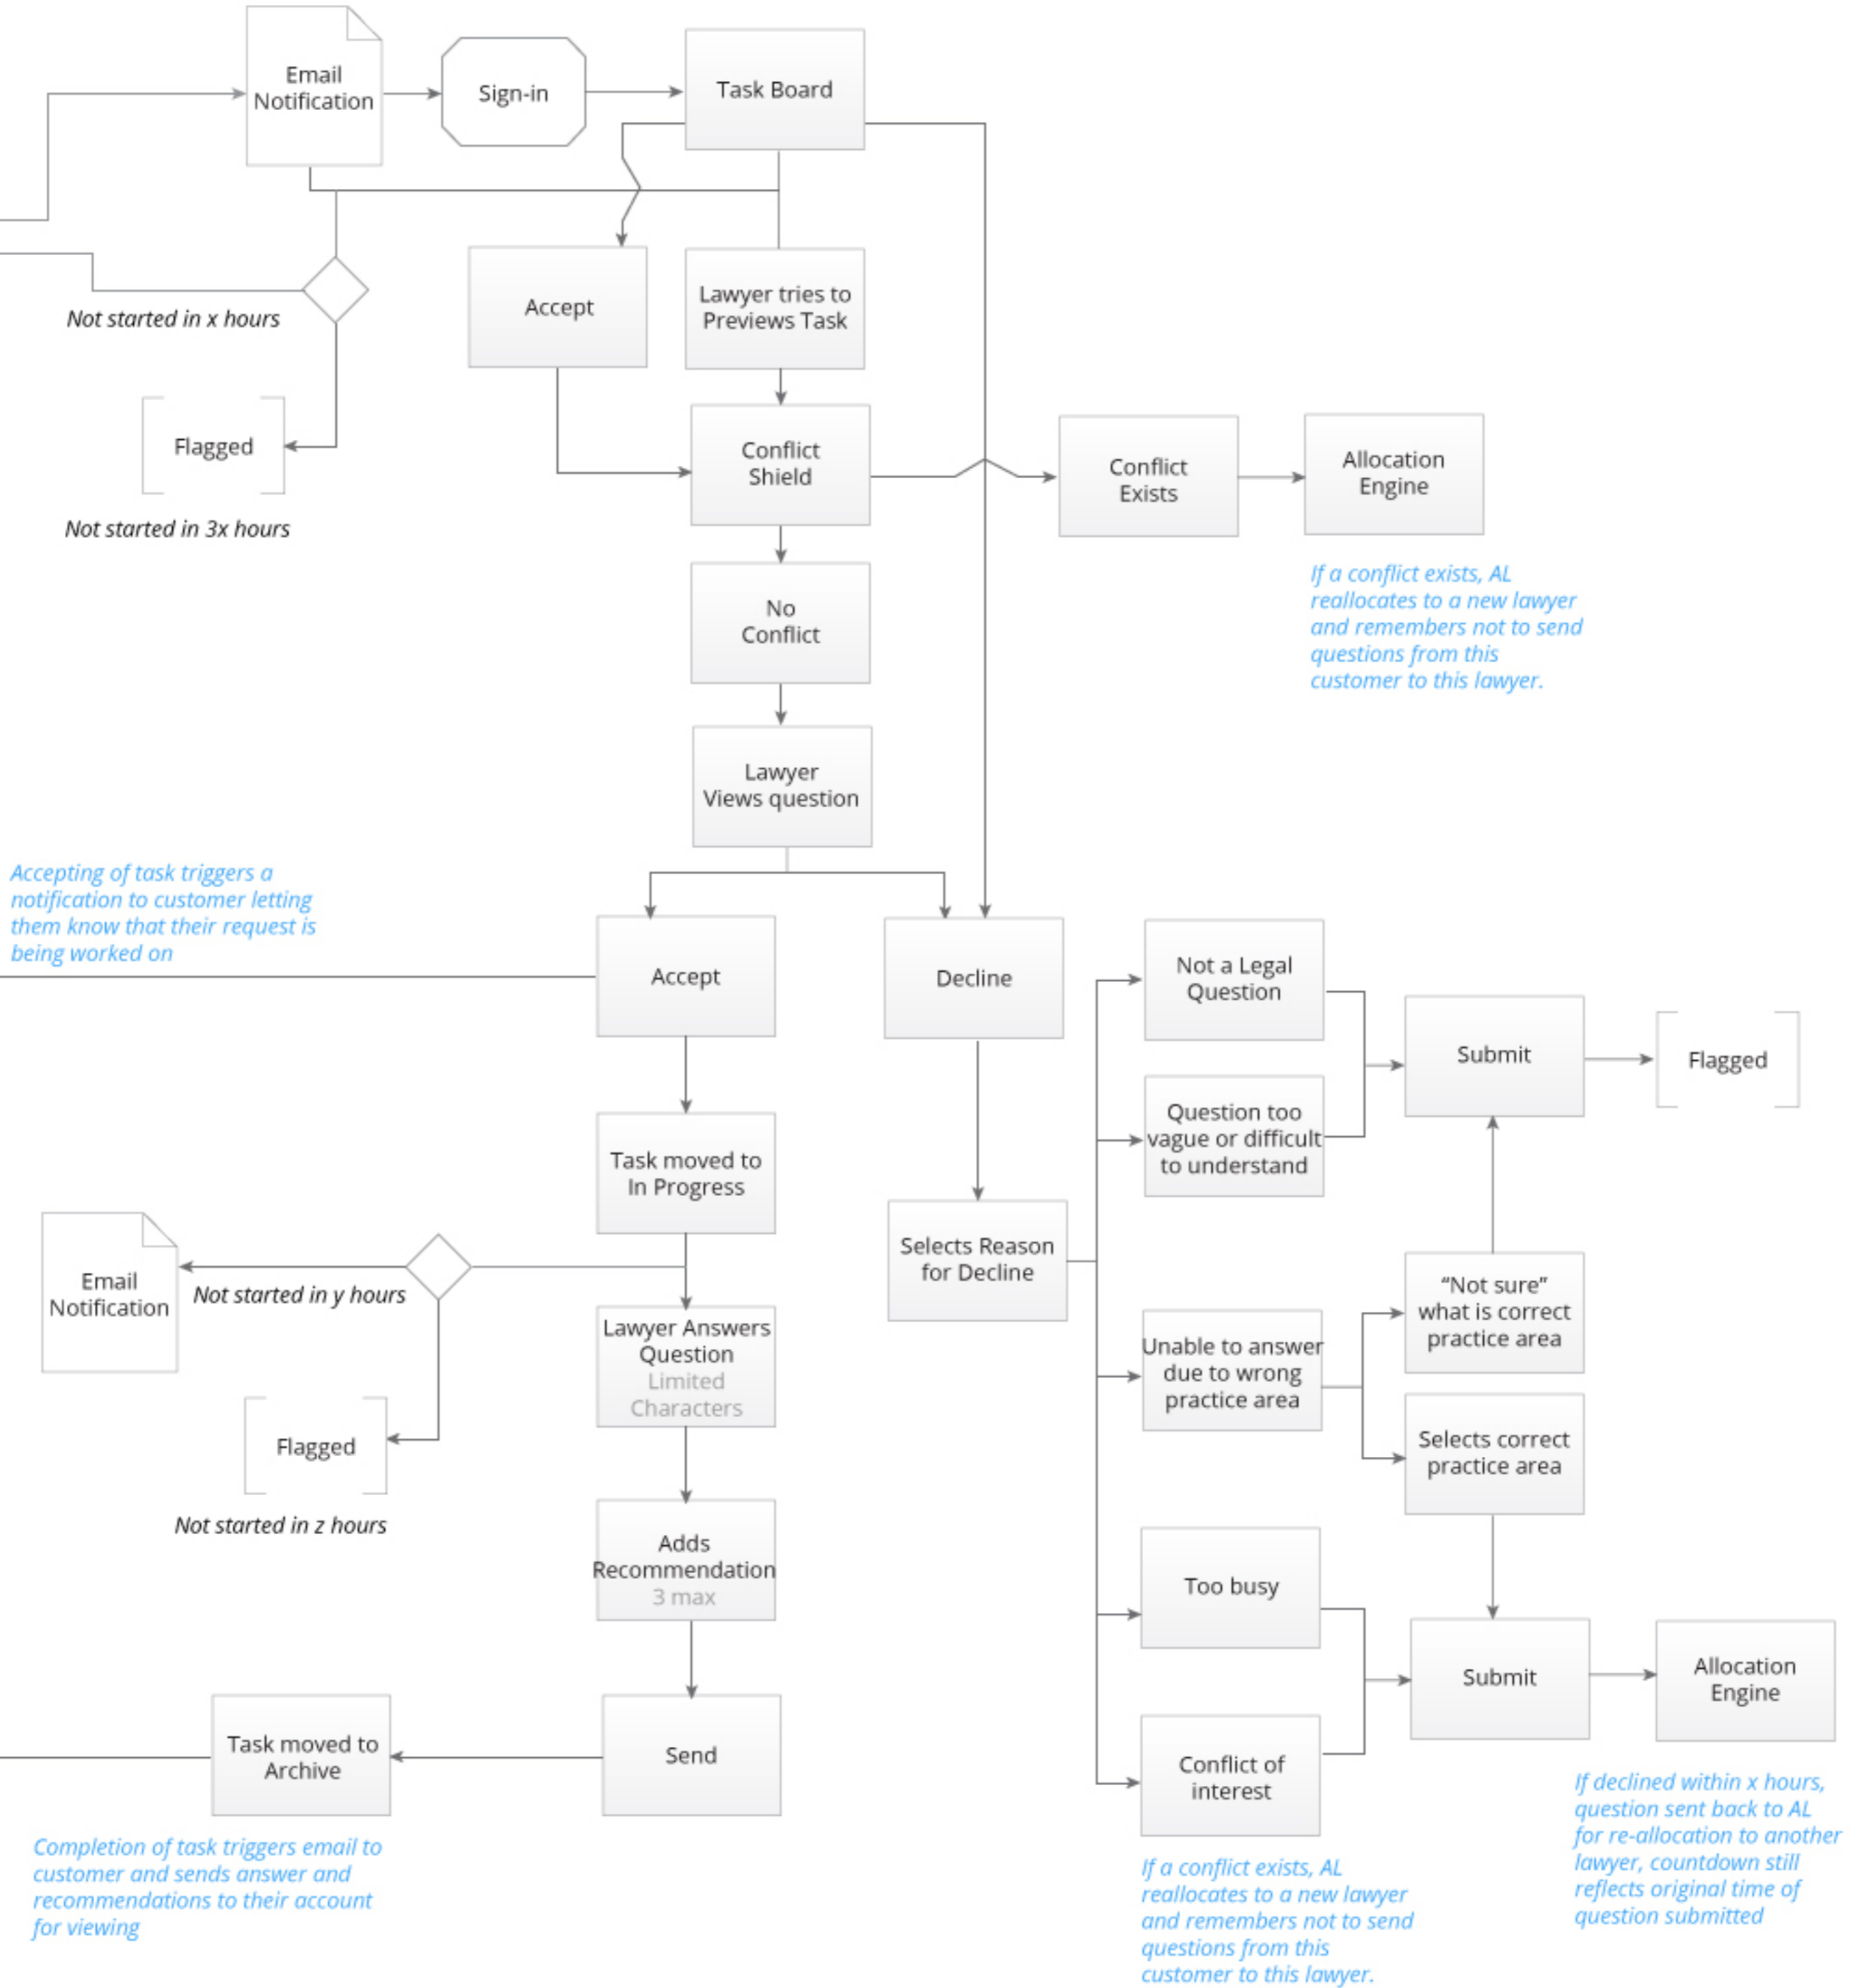 Email
Notification
Sign-in
Task Board
Accept
Lawyer tries to
Previews Task
Not started in x hours
Flagged
Not started in 3x hours
Conflict
Shield
Conflict
Exists
Allocation
Engine
If a conflict exists, AL
reallocates to a new lawyer
and remembers not to send
questions from this
customer to this lawyer.
No
Conflict
Lawyer
Views question
Accepting of task triggers a
notification to customer letting
them know that their request is
being worked on
Accept
Decline
Not a Legal
Question
Submit
Flagged
Question too
vague or difficult
to understand
Task moved to
In Progress
Selects Reason
for Decline
Email
Notification
Not started in y hours
Lawyer Answers
Question
Limited
Characters
Unable to answer
due to wrong
practice area
“Not sure”
what is correct
practice area
Selects correct
practice area
Flagged
Not started in z hours
Adds
Recommendation
3 max
Too busy
Submit
Allocation
Engine
Task moved to
Archive
Send
Conflict of
interest
Completion of task triggers email to
customer and sends answer and
recommendations to their account
for viewing
If a conflict exists, AL
reallocates to a new lawyer
and remembers not to send
questions from this
customer to this lawyer.
If declined within x hours,
question sent back to AL
for re-allocation to another
lawyer, countdown still
reflects original time of
question submitted